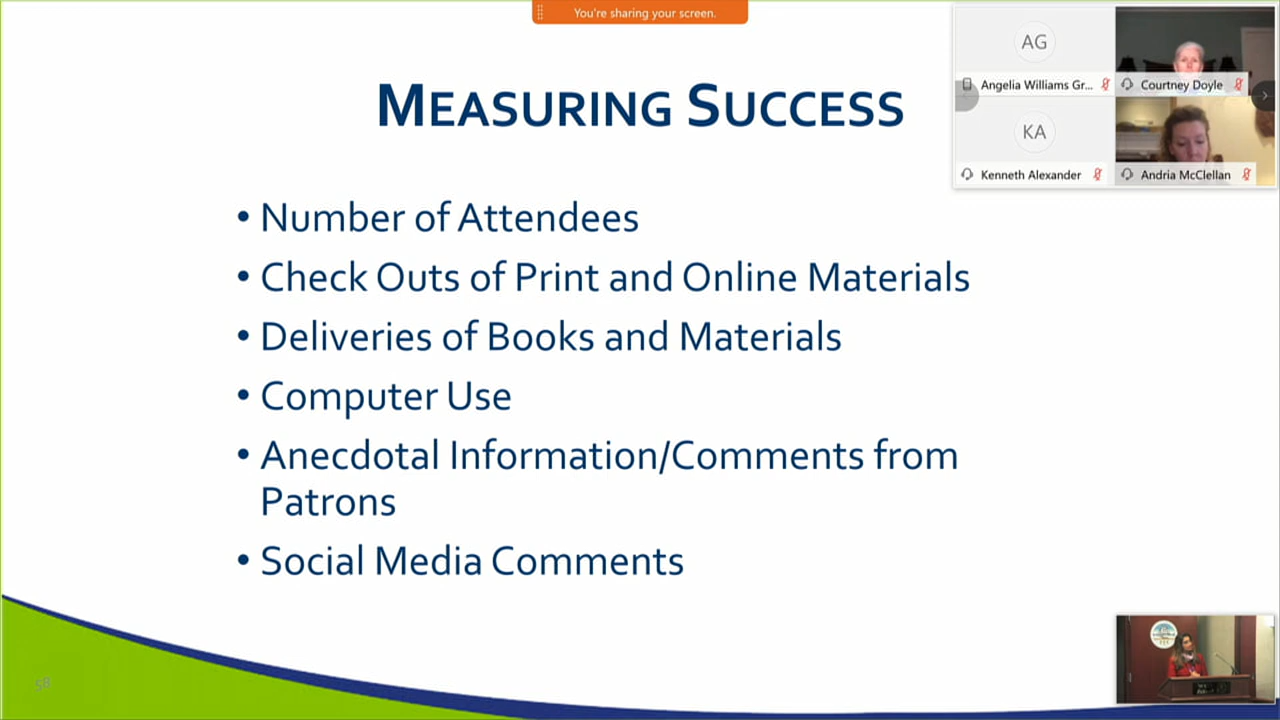 You're sharing your screen.
AG
Angelia Williams Gr...
Courtney Doyle
KA
Kenneth Alexander
Andria McClellan
MEASURING SUCCESS
• Number of Attendees
• Check Outs of Print and Online Materials
• Deliveries of Books and Materials
• Computer Use
• Anecdotal Information/Comments from
Patrons
• Social Media Comments
58